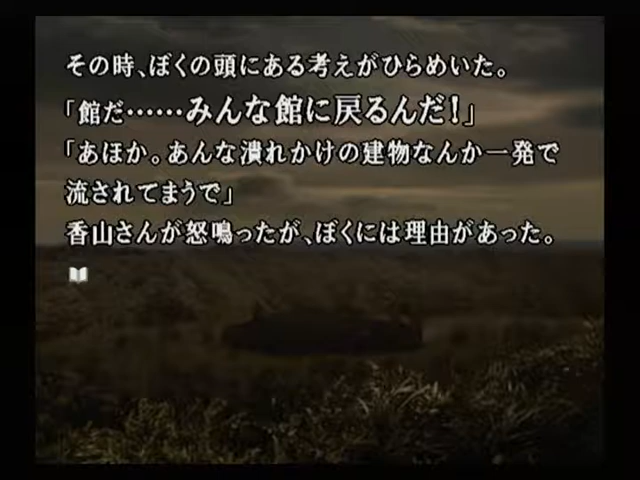 その時、ぼくの頭にある考えがひらめいた。
「館だ……みんな館に戻るんだ！」
「あほか。あんな潰れかけの建物なんか一発で
流されてまうで」
香山さんが怒鳴ったが、ぼくには理由があった。